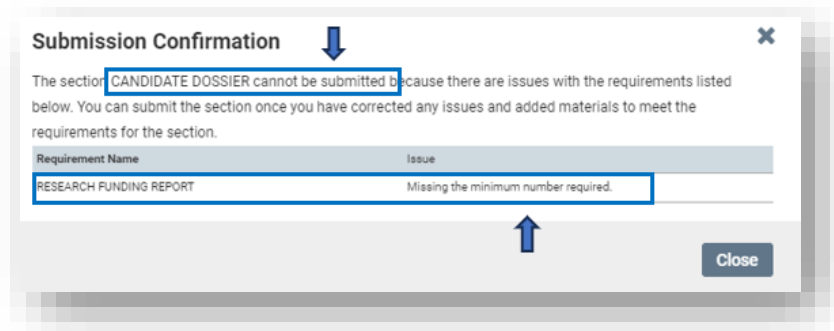 Submission Confirmation
The section CANDIDATE DOSSIER cannot be submitted because there are issues with the requirements listed
below. You can submit the section once you have corrected any issues and added materials to meet the
requirements for the section.
Requirement Name Issue
RESEARCH FUNDING REPORT Missing the minimum number required.
Close